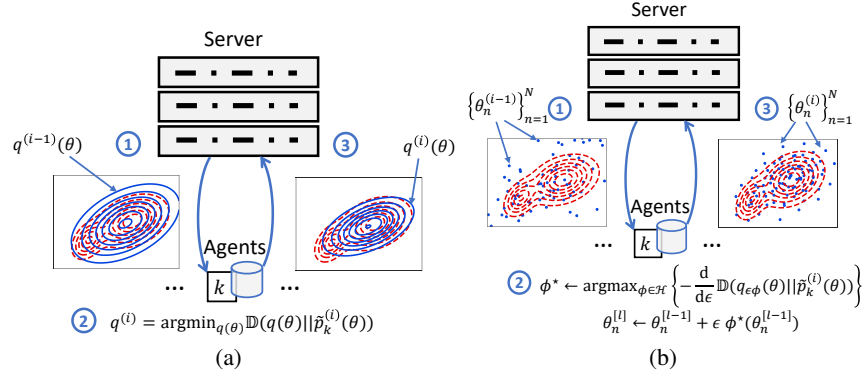 Server
①
③
q^{(i-1)}(θ)
q^{(i)}(θ)
Agents
... k ...
② q^{(i)} = argmin_{q(θ)} 𝔻(q(θ)||p̃_k^{(i)}(θ))
(a)
Server
{θ_n^{(i-1)}}_{n=1}^N
①
③
{θ_n^{(i)}}_{n=1}^N
Agents
... k ...
② ϕ* ← argmax_{ϕ∈ℋ} {-\frac{d}{dϵ} 𝔻(q_{ϵϕ}(θ)||p̃_k^{(i)}(θ))}
θ_n^{[l]} ← θ_n^{[l-1]} + ϵ ϕ*(θ_n^{[l-1]})
(b)